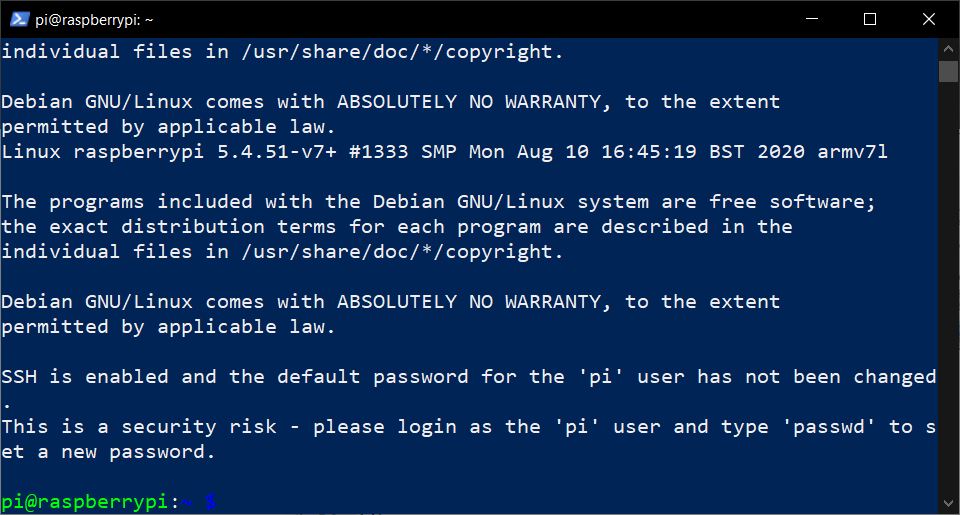 pi@raspberrypi: ~
individual files in /usr/share/doc/*/copyright.
Debian GNU/Linux comes with ABSOLUTELY NO WARRANTY, to the extent
permitted by applicable law.
Linux raspberrypi 5.4.51-v7+ #1333 SMP Mon Aug 10 16:45:19 BST 2020 armv7l
The programs included with the Debian GNU/Linux system are free software;
the exact distribution terms for each program are described in the
individual files in /usr/share/doc/*/copyright.
Debian GNU/Linux comes with ABSOLUTELY NO WARRANTY, to the extent
permitted by applicable law.
SSH is enabled and the default password for the 'pi' user has not been changed
.
This is a security risk - please login as the 'pi' user and type 'passwd' to s
et a new password.
pi@raspberrypi:~ $